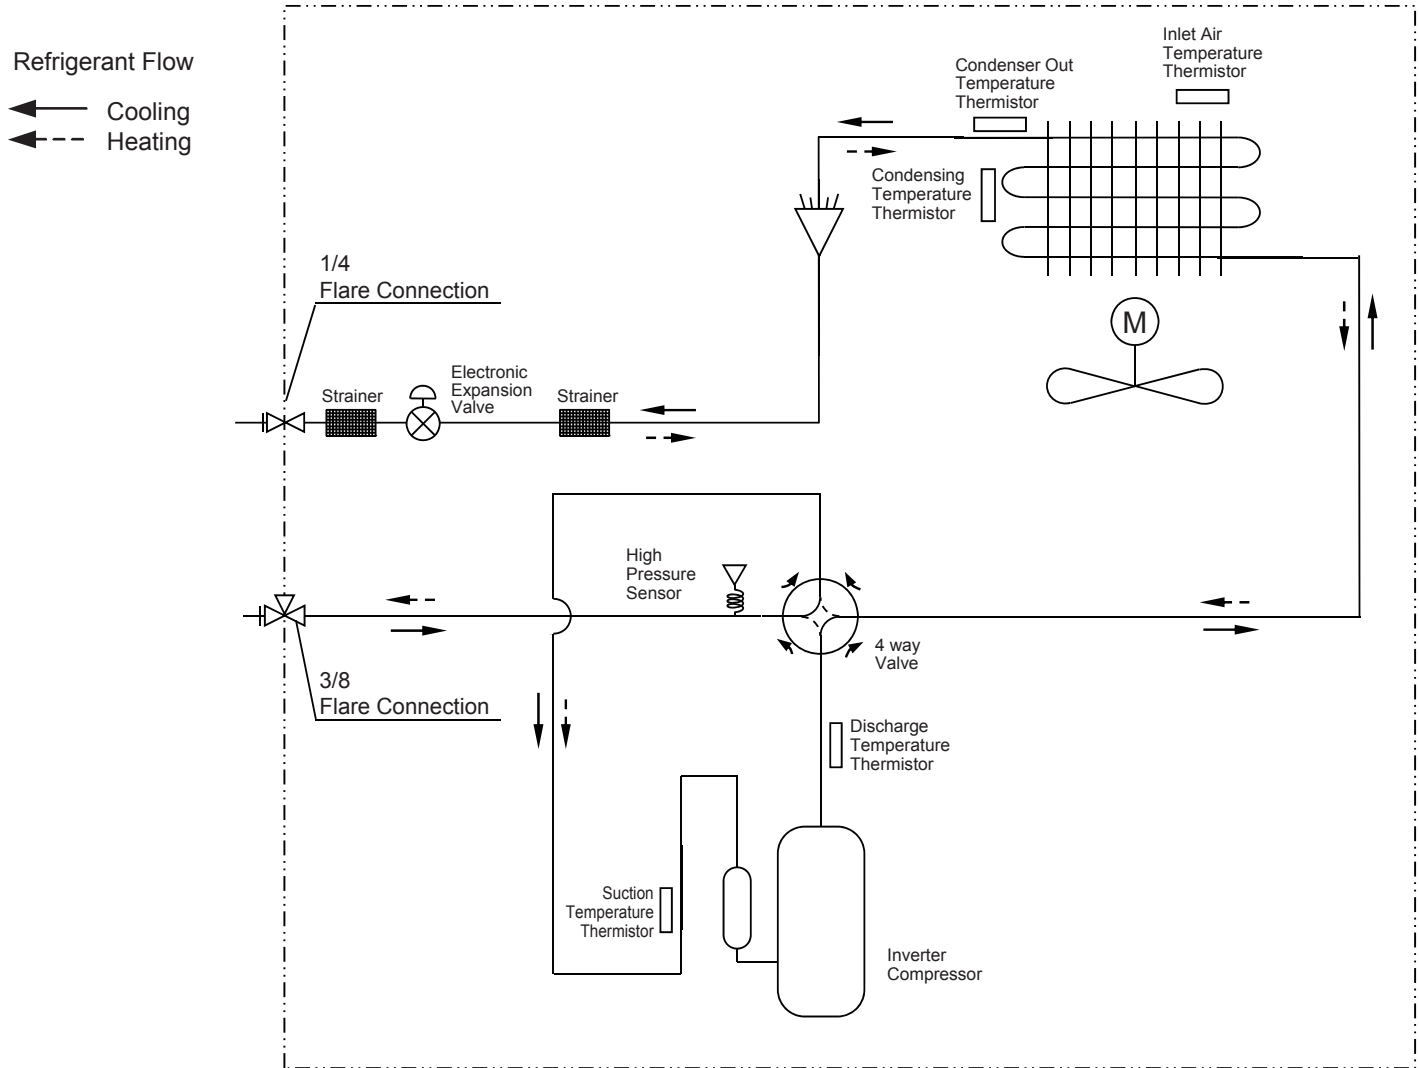 Refrigerant Flow
Cooling
Heating
Inlet Air
Temperature
Thermistor
Condenser Out
Temperature
Thermistor
Condensing
Temperature
Thermistor
1/4
Flare Connection
M
Strainer
Electronic
Expansion
Valve
Strainer
High
Pressure
Sensor
4 way
Valve
3/8
Flare Connection
Discharge
Temperature
Thermistor
Suction
Temperature
Thermistor
Inverter
Compressor